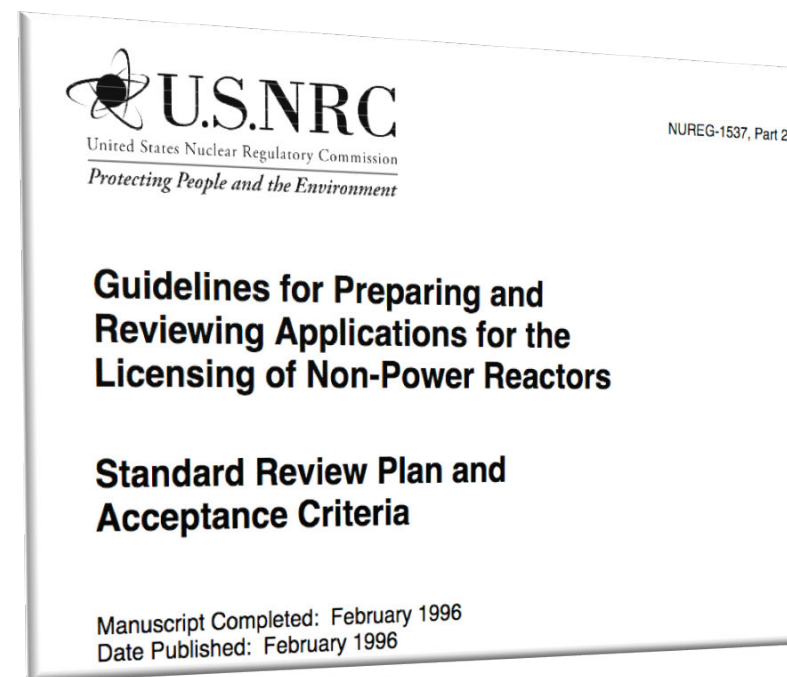 U.S.NRC
United States Nuclear Regulatory Commission
Protecting People and the Environment
NUREG-1537, Part 2
Guidelines for Preparing and
Reviewing Applications for the
Licensing of Non-Power Reactors
Standard Review Plan and
Acceptance Criteria
Manuscript Completed: February 1996
Date Published: February 1996